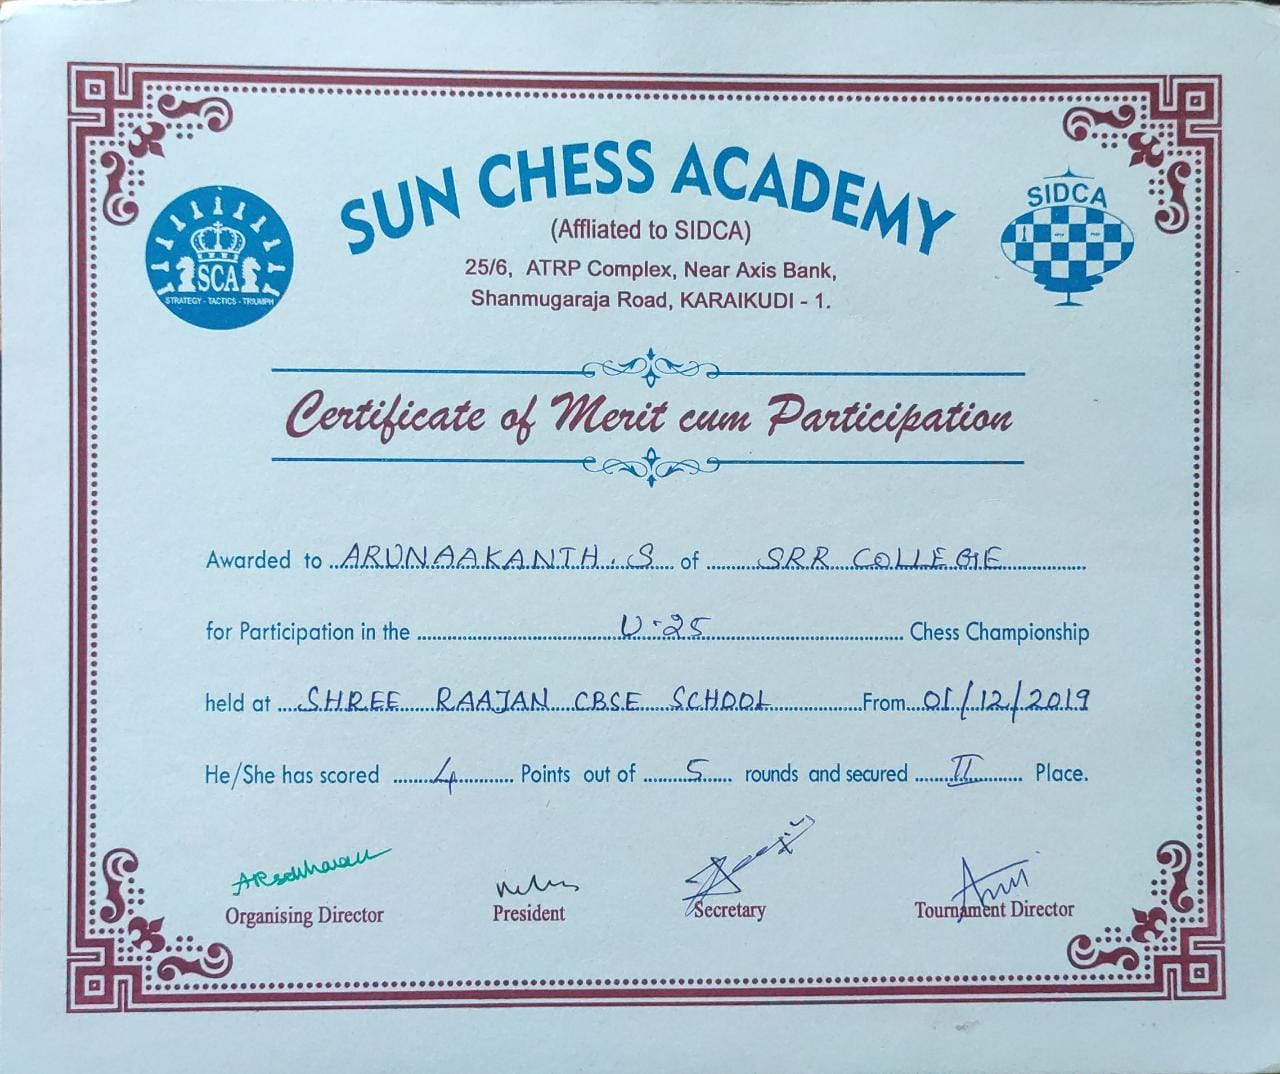 SUN CHESS ACADEMY
(Affliated to SIDCA)
25/6, ATRP Complex, Near Axis Bank,
Shanmugaraja Road, KARAIKUDI - 1.
SCA
STRATEGY - TACTICS - TRIUMPH
SIDCA
Certificate of Merit cum Participation
Awarded to ARUNAAKANTH.S of SRR COLLEGE
for Participation in the U-25 Chess Championship
held at SHREE RAAJAN CBSE SCHOOL From 01/12/2019
He/She has scored 4 Points out of 5 rounds and secured II Place.
Organising Director President Secretary Tournament Director